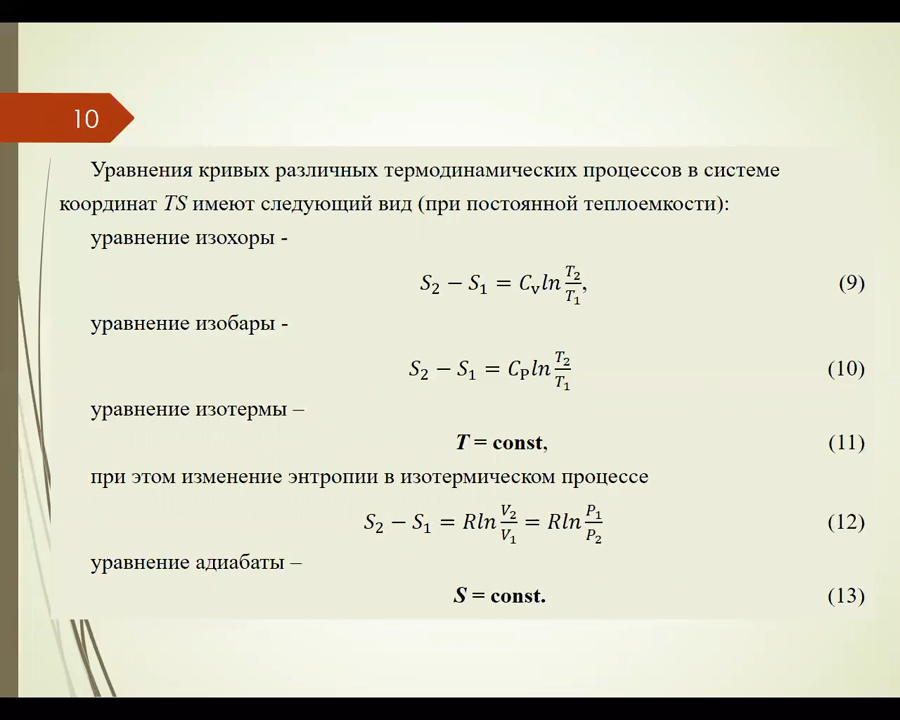 10
Уравнения кривых различных термодинамических процессов в системе
координат TS имеют следующий вид (при постоянной теплоемкости):
уравнение изохоры -
S₂ − S₁ = Cᵥln T₂/T₁, (9)
уравнение изобары -
S₂ − S₁ = C_P ln T₂/T₁ (10)
уравнение изотермы –
T = const, (11)
при этом изменение энтропии в изотермическом процессе
S₂ − S₁ = Rln V₂/V₁ = Rln P₁/P₂ (12)
уравнение адиабаты –
S = const. (13)